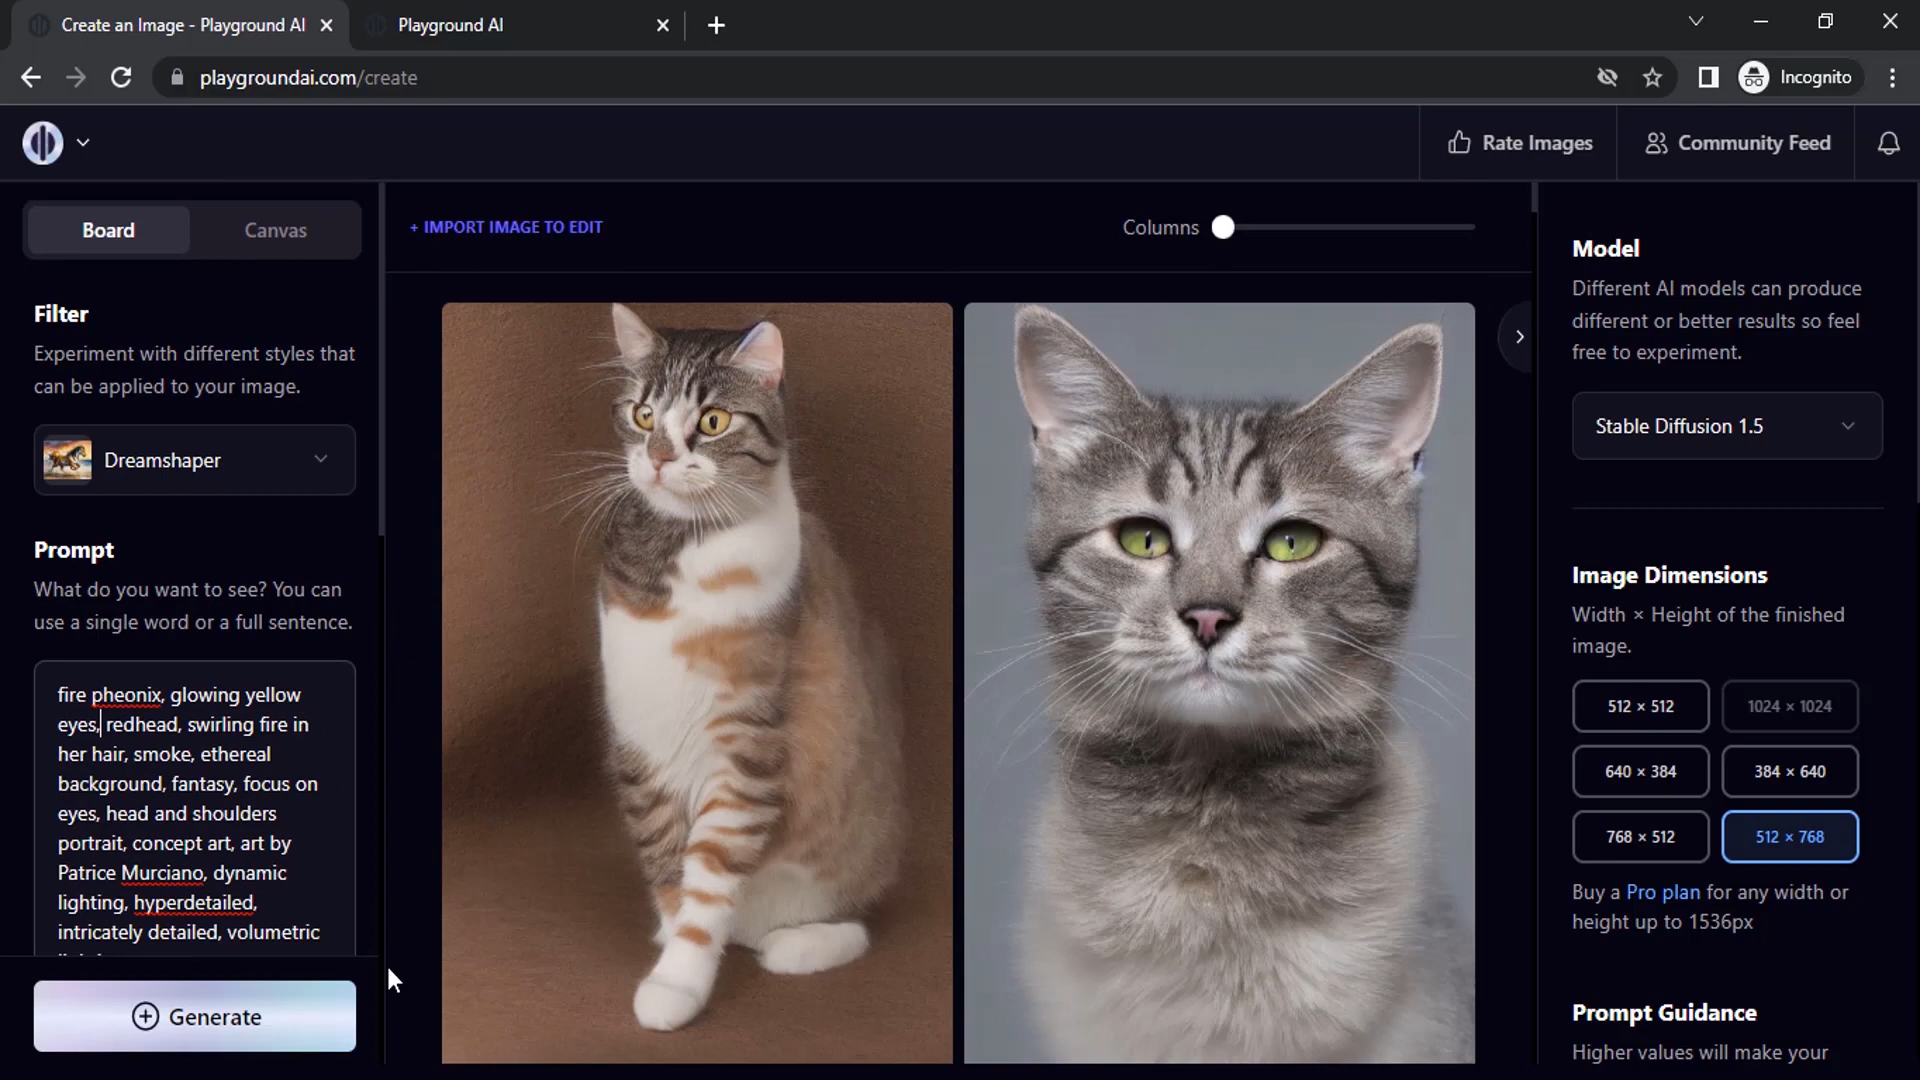 Create an Image - Playground AI
Playground AI
playgroundai.com/create
Incognito
Rate Images
Community Feed
Board
Canvas
+ IMPORT IMAGE TO EDIT
Columns
Filter
Experiment with different styles that
can be applied to your image.
Dreamshaper
Prompt
What do you want to see? You can
use a single word or a full sentence.
fire pheonix, glowing yellow
eyes, redhead, swirling fire in
her hair, smoke, ethereal
background, fantasy, focus on
eyes, head and shoulders
portrait, concept art, art by
Patrice Murciano, dynamic
lighting, hyperdetailed,
intricately detailed, volumetric
Generate
Model
Different AI models can produce
different or better results so feel
free to experiment.
Stable Diffusion 1.5
Image Dimensions
Width × Height of the finished
image.
512 × 512
1024 × 1024
640 × 384
384 × 640
768 × 512
512 × 768
Buy a Pro plan for any width or
height up to 1536px
Prompt Guidance
Higher values will make your